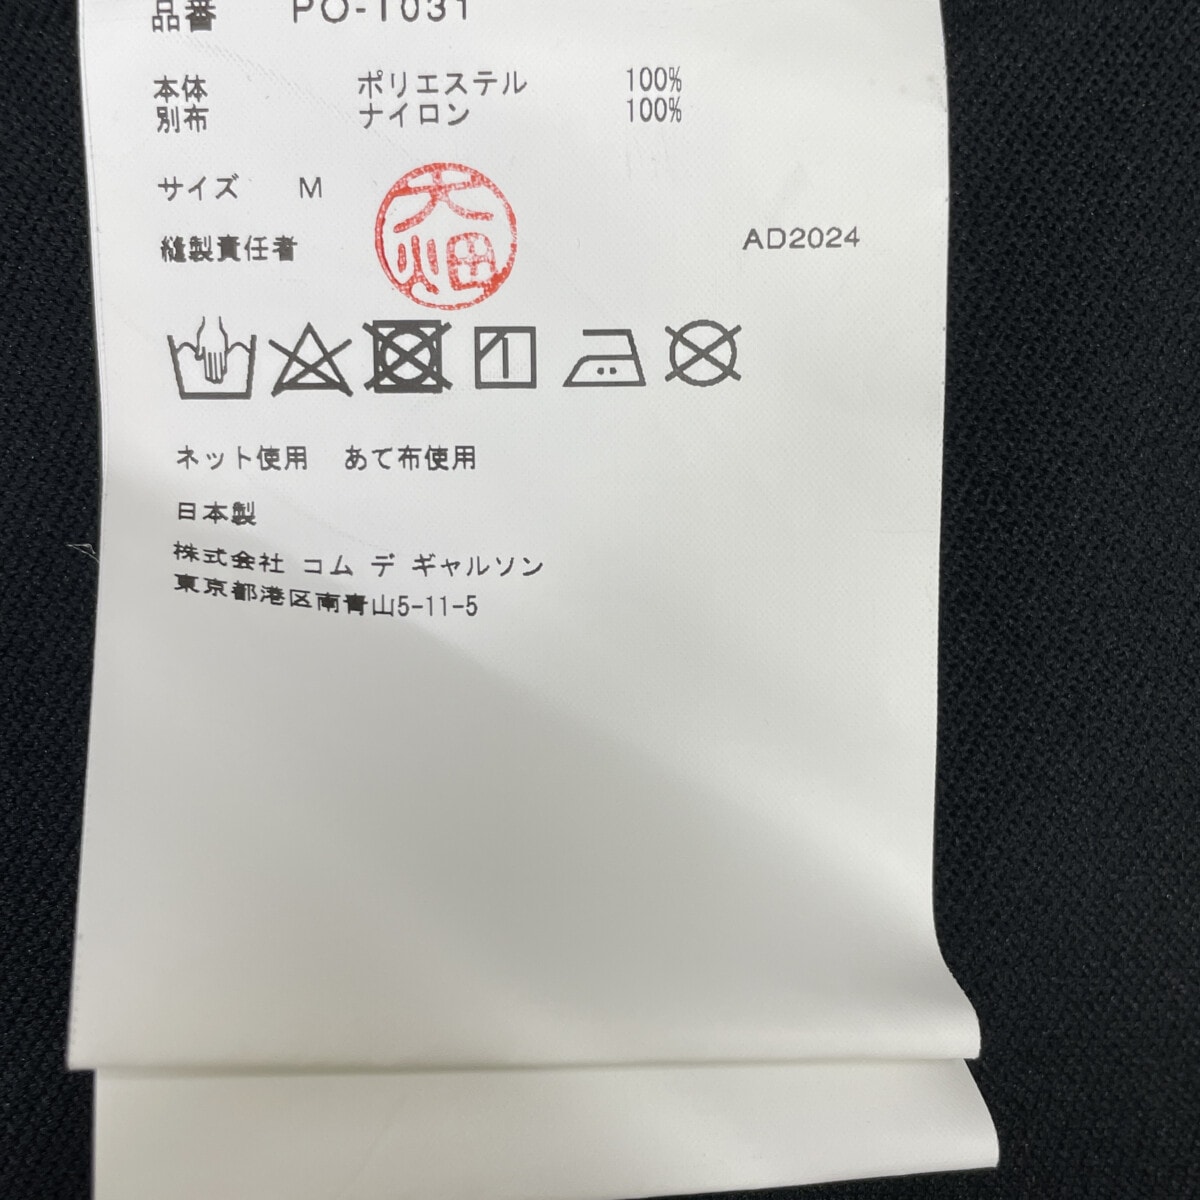 品番 PO-T031
本体 ポリエステル 100%
別布 ナイロン 100%
サイズ M
縫製責任者 大畑 AD2024
ネット使用 あて布使用
日本製
株式会社 コム デ ギャルソン
東京都港区南青山5-11-5